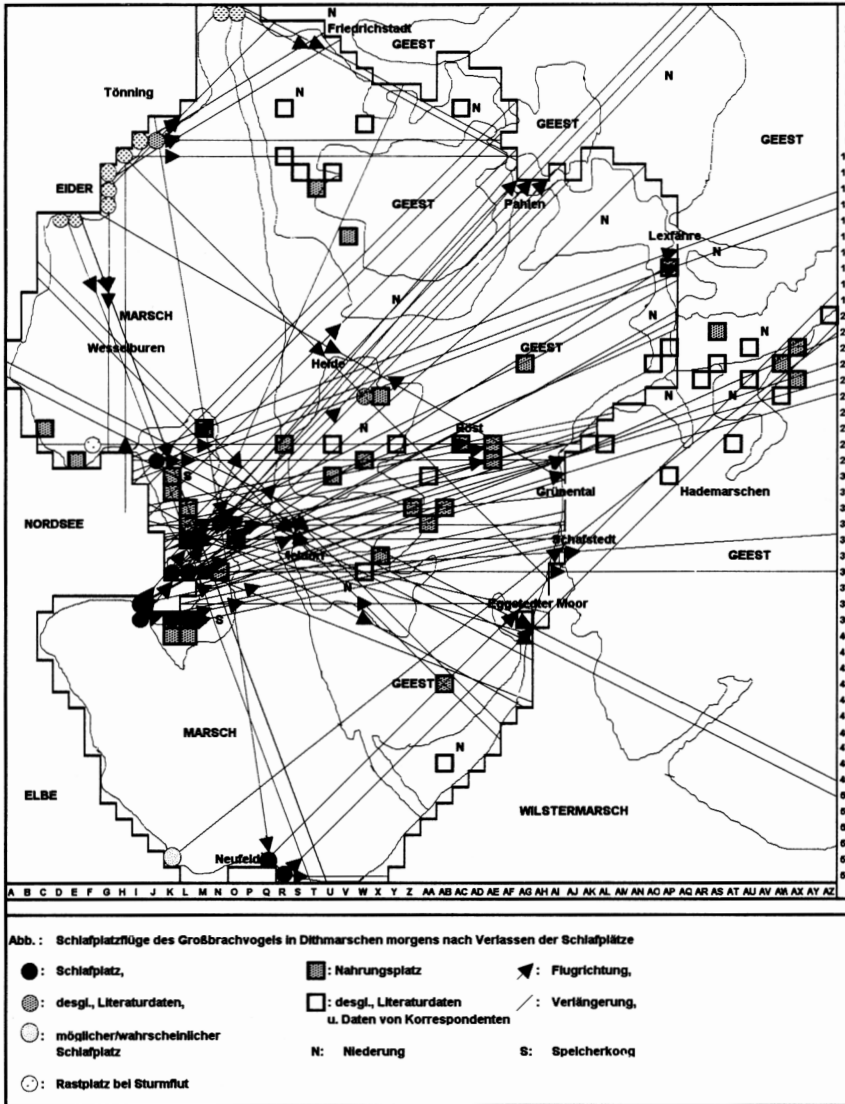 N
Friedrichstadt
GEEST
N
Tönning
N
N
GEEST
GEEST
EIDER
GEEST
Pahlen
N
Lexfähre
N
N
MARSCH
N
N
Wesselburen
Heide
GEEST
N
N
N
Röst
S
Grünental
Hademarschen
NORDSEE
Schafstedt
GEEST
N
Eggstedter Moor
S
GEEST
MARSCH
N
ELBE
WILSTERMARSCH
Neufeld
A B C D E F G H I J K L M N O P Q R S T U V W X Y Z AA AB AC AD AE AF AG AH AI AJ AK AL AM AN AO AP AQ AR AS AT AU AV AW AX AY AZ
Abb. : Schlafplatzflüge des Großbrachvogels in Dithmarschen morgens nach Verlassen der Schlafplätze
: Schlafplatz, : Nahrungsplatz : Flugrichtung,
: desgl., Literaturdaten, : desgl., Literaturdaten : Verlängerung,
u. Daten von Korrespondenten
: möglicher/wahrscheinlicher
Schlafplatz N: Niederung S: Speicherkoog
: Rastplatz bei Sturmflut